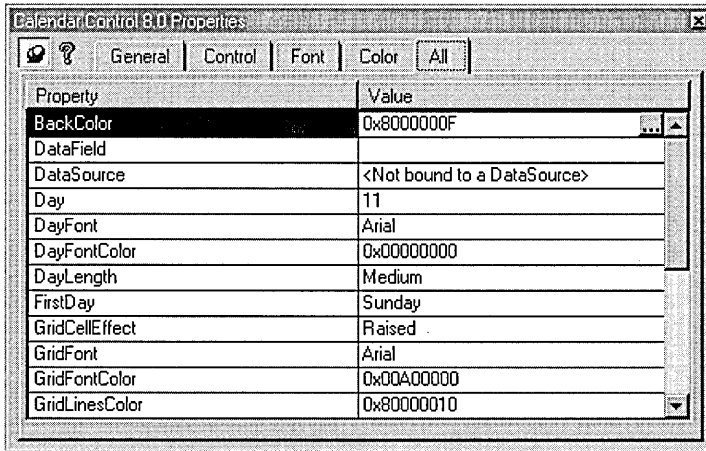 Calendar Control 8.0 Properties
General Control Font Color All
Property Value
BackColor 0x8000000F ...
DataField
DataSource <Not bound to a DataSource>
Day 11
DayFont Arial
DayFontColor 0x00000000
DayLength Medium
FirstDay Sunday
GridCellEffect Raised
GridFont Arial
GridFontColor 0x00A00000
GridLinesColor 0x80000010